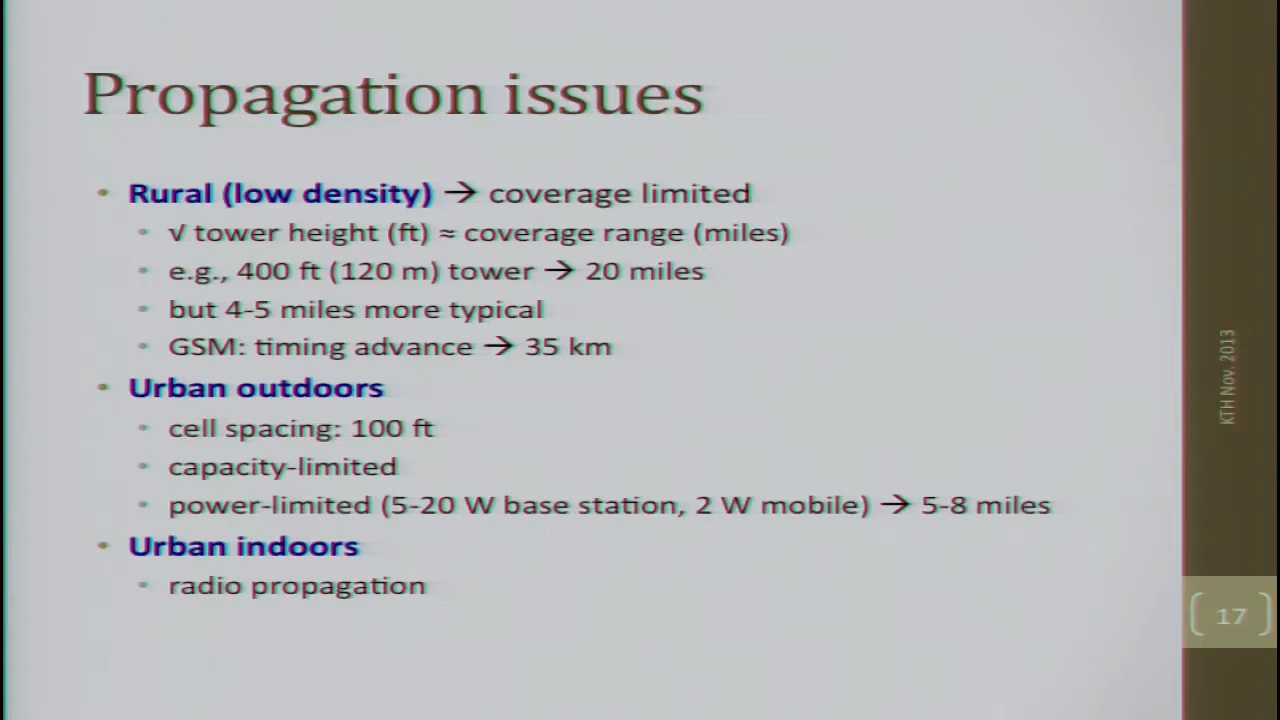 Propagation issues
• Rural (low density) → coverage limited
• √ tower height (ft) ≈ coverage range (miles)
• e.g., 400 ft (120 m) tower → 20 miles
• but 4-5 miles more typical
• GSM: timing advance → 35 km
• Urban outdoors
• cell spacing: 100 ft
• capacity-limited
• power-limited (5-20 W base station, 2 W mobile) → 5-8 miles
• Urban indoors
• radio propagation
KTH Nov. 2013
17